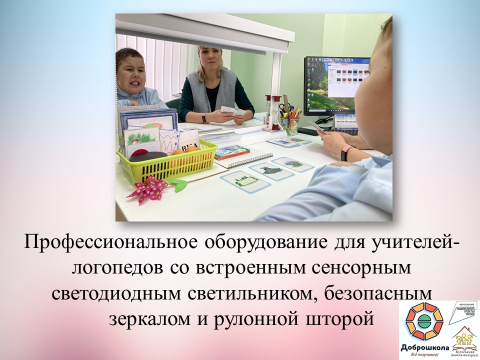 Профессиональное оборудование для учителей-
логопедов со встроенным сенсорным
светодиодным светильником, безопасным
зеркалом и рулонной шторой
Доброшкола